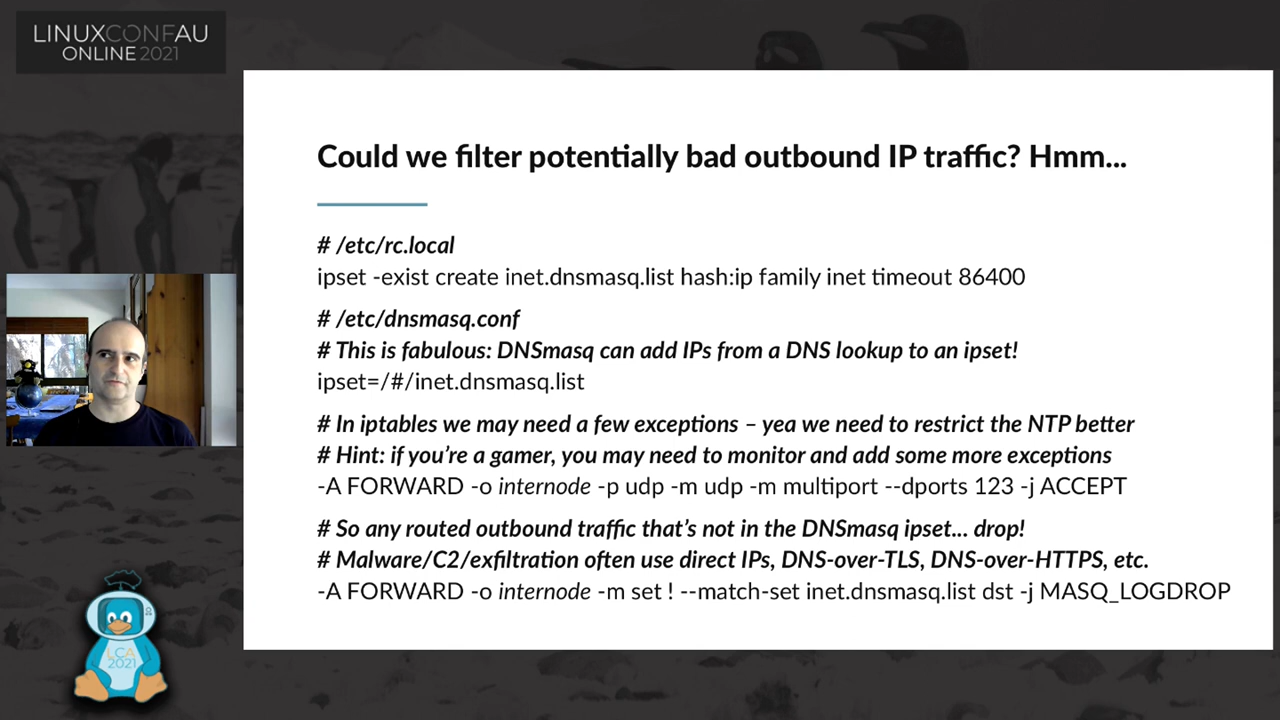 LINUXCONFAU
ONLINE2021
Could we filter potentially bad outbound IP traffic? Hmm...
# /etc/rc.local
ipset -exist create inet.dnsmasq.list hash:ip family inet timeout 86400
# /etc/dnsmasq.conf
# This is fabulous: DNSmasq can add IPs from a DNS lookup to an ipset!
ipset=/#/inet.dnsmasq.list
# In iptables we may need a few exceptions – yea we need to restrict the NTP better
# Hint: if you’re a gamer, you may need to monitor and add some more exceptions
-A FORWARD -o internode -p udp -m udp -m multiport --dports 123 -j ACCEPT
# So any routed outbound traffic that’s not in the DNSmasq ipset... drop!
# Malware/C2/exfiltration often use direct IPs, DNS-over-TLS, DNS-over-HTTPS, etc.
-A FORWARD -o internode -m set ! --match-set inet.dnsmasq.list dst -j MASQ_LOGDROP
LCA
2021